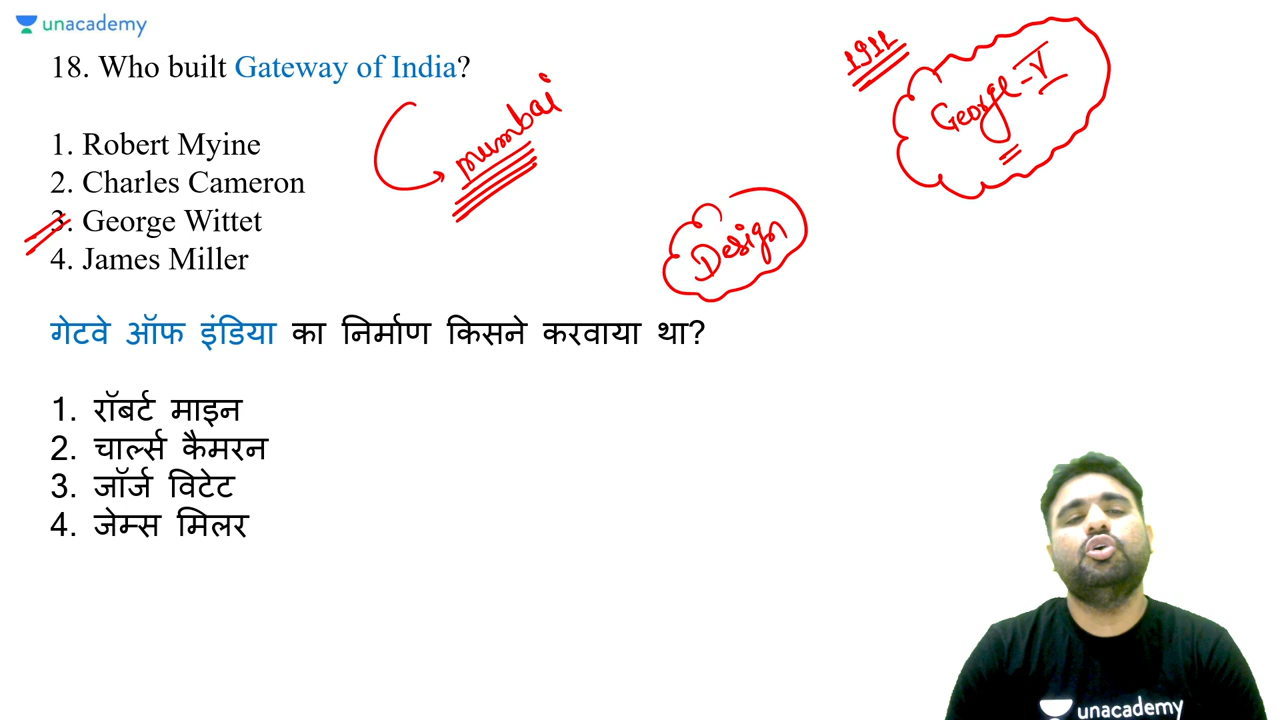 unacademy
18. Who built Gateway of India?
1911
George-V
mumbai
1. Robert Myine
2. Charles Cameron
3. George Wittet
4. James Miller
Design
गेटवे ऑफ इंडिया का निर्माण किसने करवाया था?
1. रॉबर्ट माइन
2. चार्ल्स कैमरन
3. जॉर्ज विटेट
4. जेम्स मिलर
unacademy